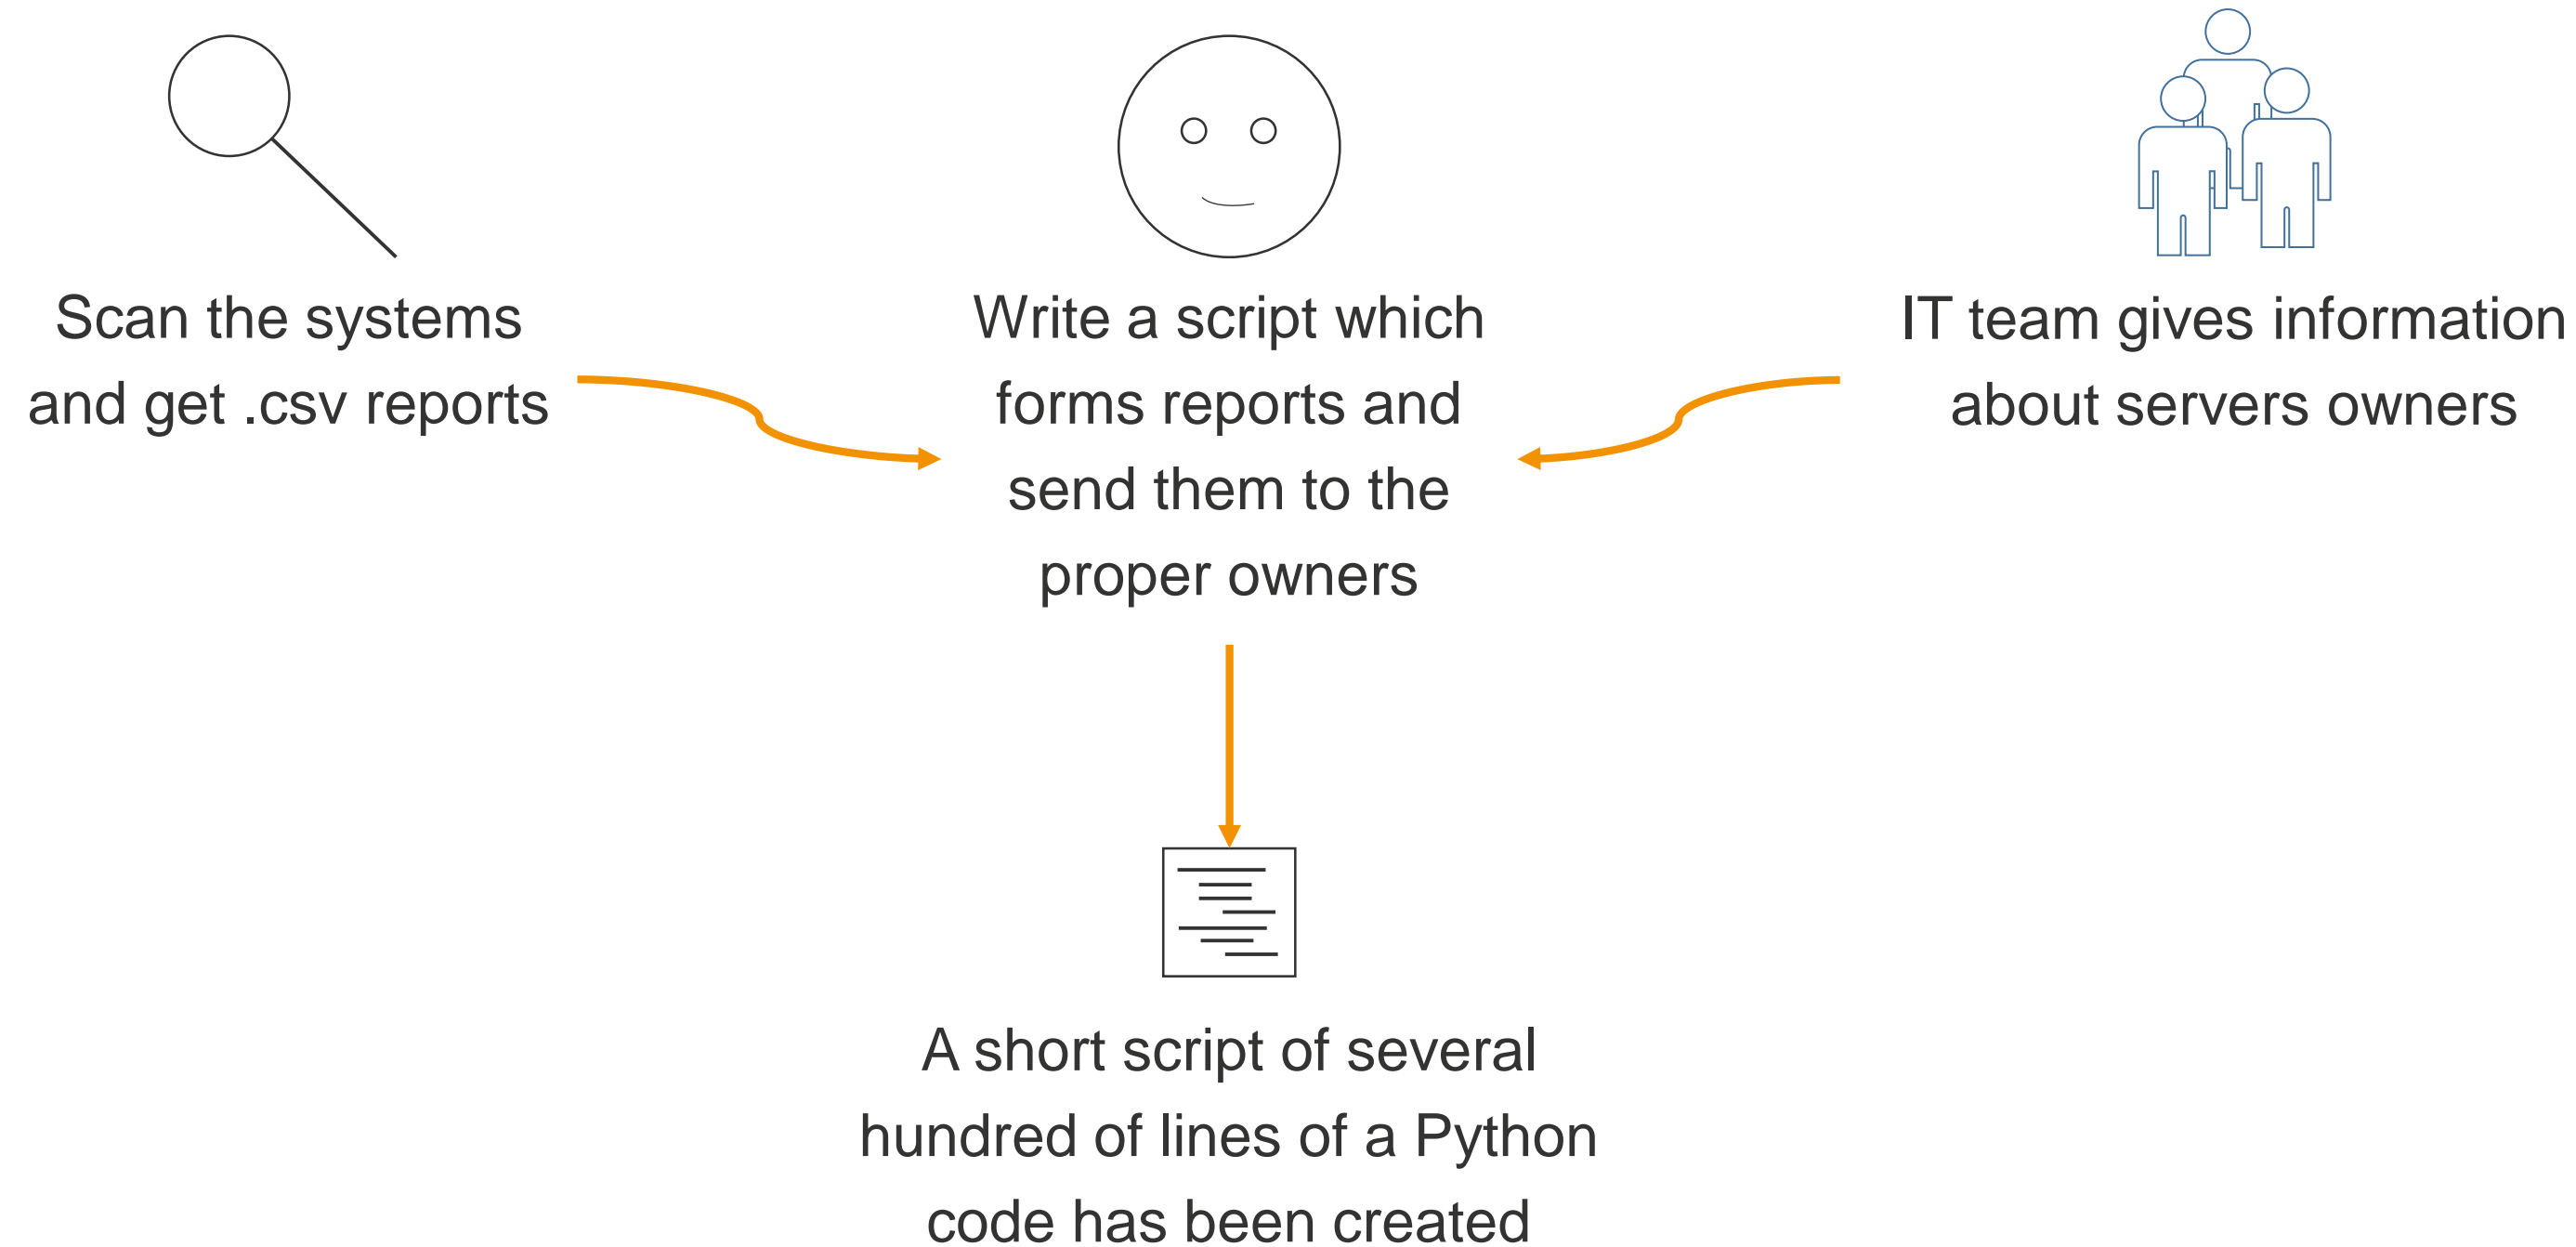 Scan the systems
and get .csv reports
Write a script which
forms reports and
send them to the
proper owners
IT team gives information
about servers owners
A short script of several
hundred of lines of a Python
code has been created